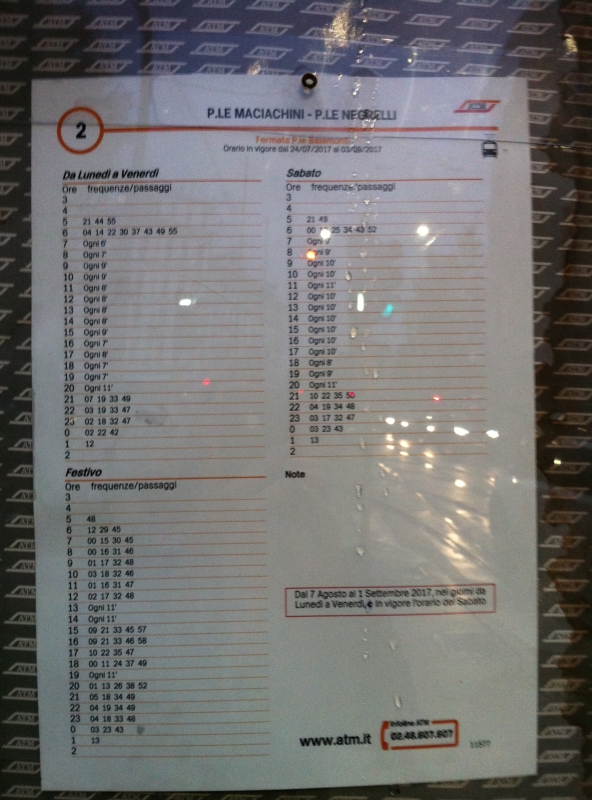 2
P.LE MACIACHINI - P.LE NEGRELLI
ATM
Fermata P.le Baiamonti
Orario in vigore dal 24/07/2017 al 03/09/2017
Da Lunedì a Venerdì
Ore frequenze/passaggi
3
4
5 21 44 55
6 04 14 22 30 37 43 49 55
7 Ogni 6'
8 Ogni 7'
9 Ogni 9'
10 Ogni 9'
11 Ogni 8'
12 Ogni 8'
13 Ogni 8'
14 Ogni 8'
15 Ogni 9'
16 Ogni 7'
17 Ogni 8'
18 Ogni 7'
19 Ogni 7'
20 Ogni 11'
21 07 19 33 49
22 03 19 33 47
23 02 18 32 47
0 02 22 42
1 12
2
Sabato
Ore frequenze/passaggi
3
4
5 21 49
6 00 25 34 43 52
7 Ogni 9'
8 Ogni 9'
9 Ogni 10'
10 Ogni 10'
11 Ogni 11'
12 Ogni 10'
13 Ogni 10'
14 Ogni 10'
15 Ogni 10'
16 Ogni 10'
17 Ogni 10'
18 Ogni 8'
19 Ogni 9'
20 Ogni 11'
21 10 22 35 50
22 04 19 34 48
23 03 17 32 47
0 03 23 43
1 13
2
Festivo
Ore frequenze/passaggi
3
4
5 48
6 12 29 45
7 00 15 30 45
8 00 16 31 46
9 01 17 32 48
10 03 18 32 46
11 01 16 31 47
12 02 17 32 48
13 Ogni 11'
14 Ogni 11'
15 09 21 33 45 57
16 09 21 33 46 58
17 10 22 35 47
18 00 11 24 37 49
19 Ogni 11'
20 01 13 26 38 52
21 05 18 34 49
22 04 19 34 49
23 04 18 33 48
0 03 23 43
1 13
2
Note
Dal 7 Agosto al 1 Settembre 2017, nei giorni da
Lunedì a Venerdì, è in vigore l'orario del Sabato
www.atm.it
Infoline ATM
02.48.607.607